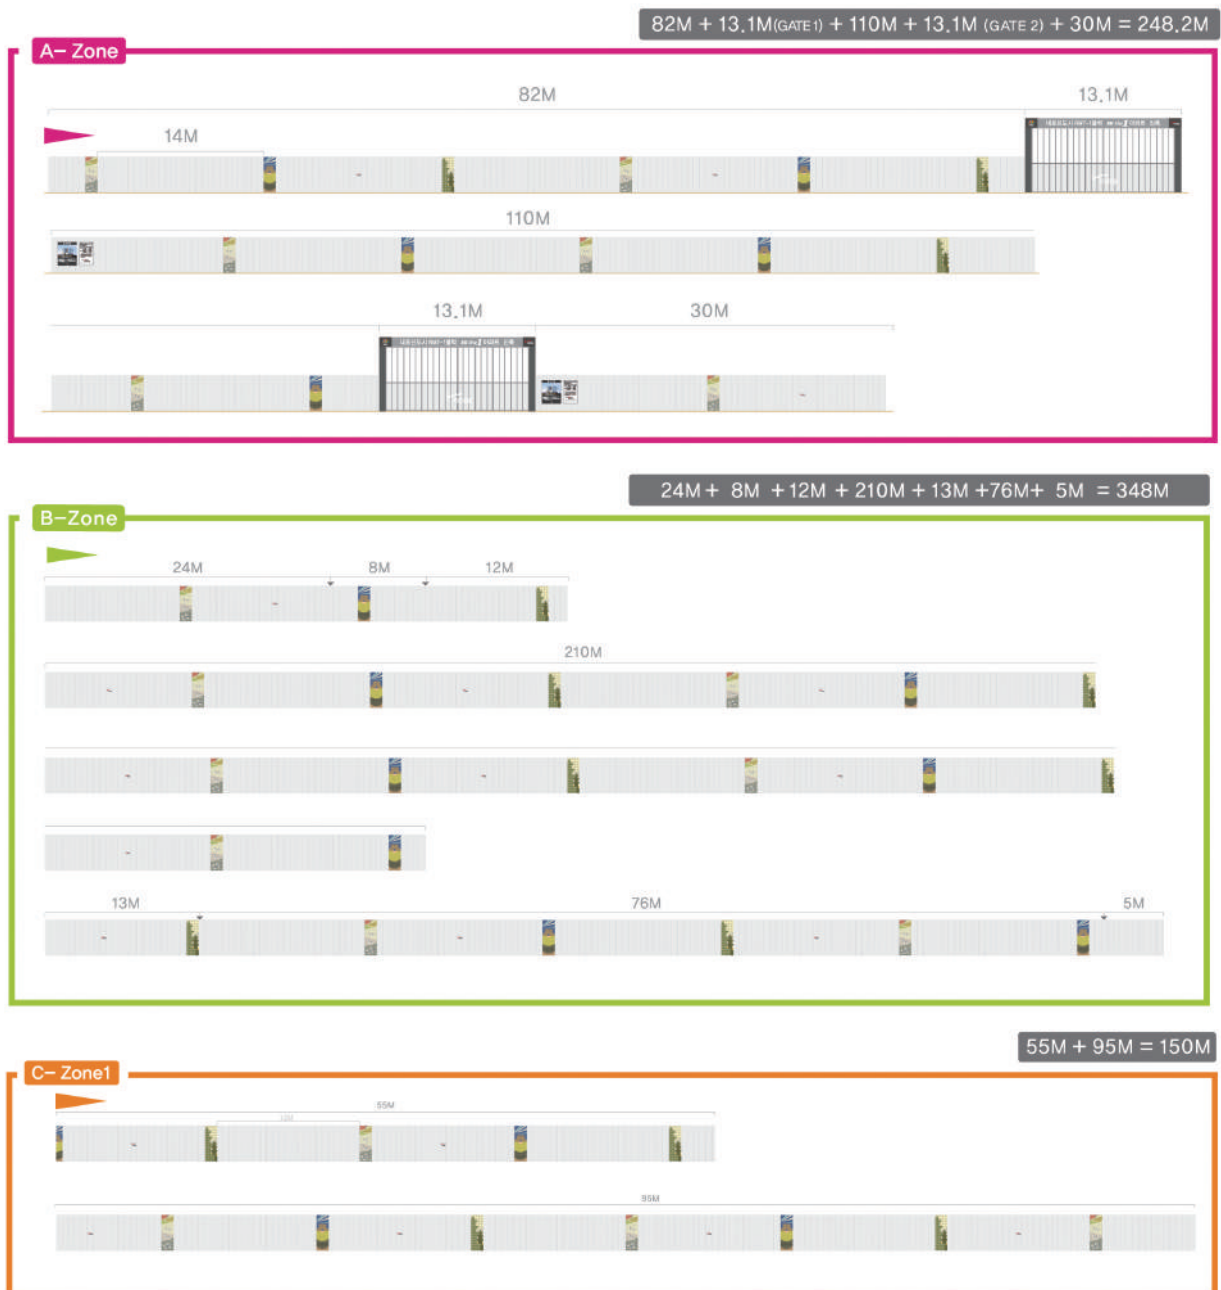 82M + 13.1M(GATE1) + 110M + 13.1M (GATE 2) + 30M = 248.2M
A- Zone
82M
13.1M
14M
110M
13.1M
30M
24M + 8M +12M + 210M + 13M +76M+ 5M = 348M
B-Zone
24M
8M
12M
210M
13M
76M
5M
55M + 95M = 150M
C- Zone1
55M
12M
95M